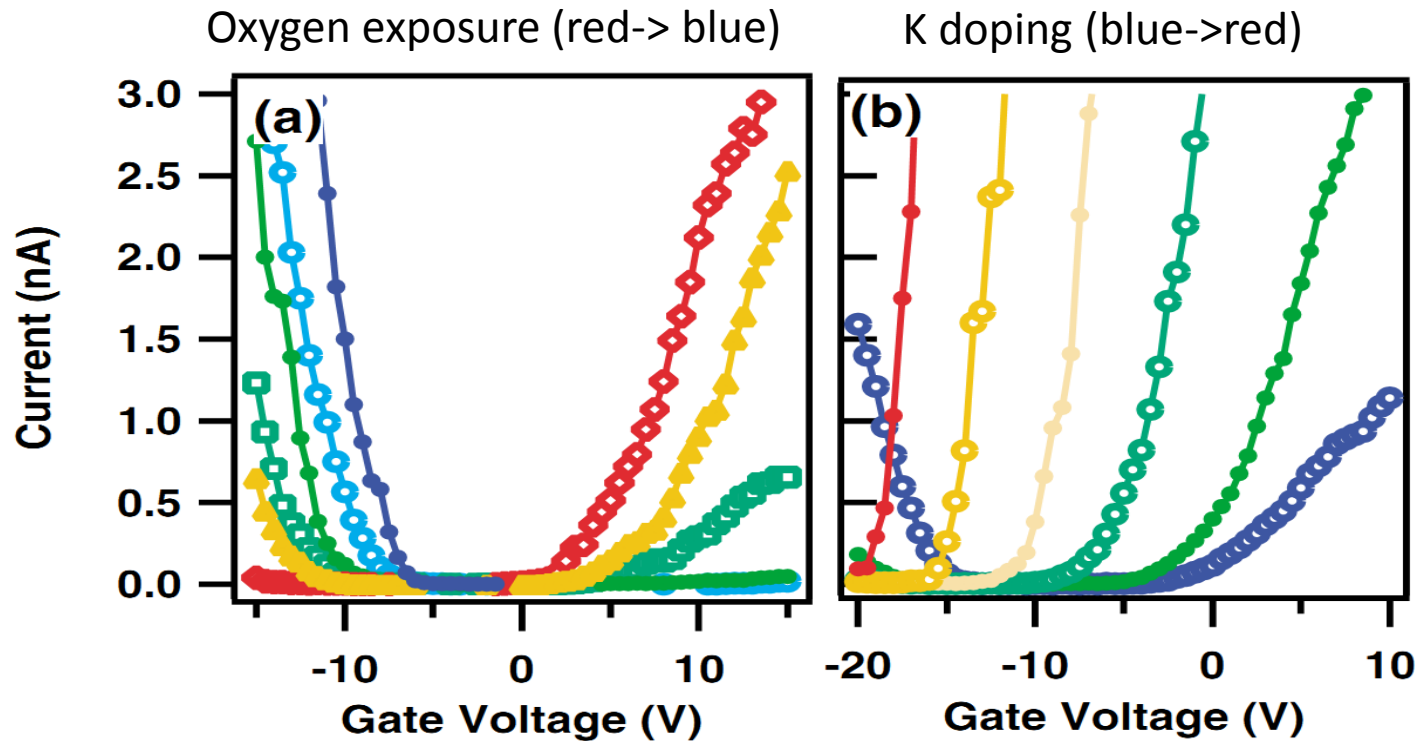 Oxygen exposure (red-> blue)
K doping (blue->red)
(a)
(b)
3.0
2.5
2.0
1.5
1.0
0.5
0.0
Current (nA)
-10
0
10
-20
-10
0
10
Gate Voltage (V)
Gate Voltage (V)